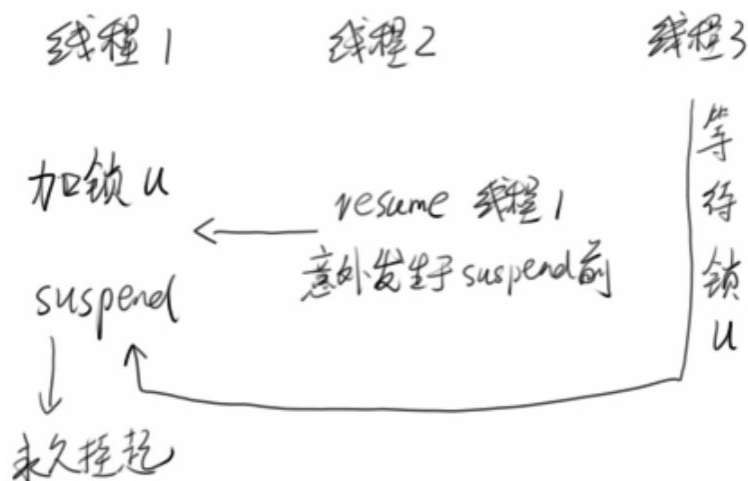 线程1
线程2
线程3
加锁u
resume 线程1
意外发生于suspend前
suspend
永久挂起
等待锁u